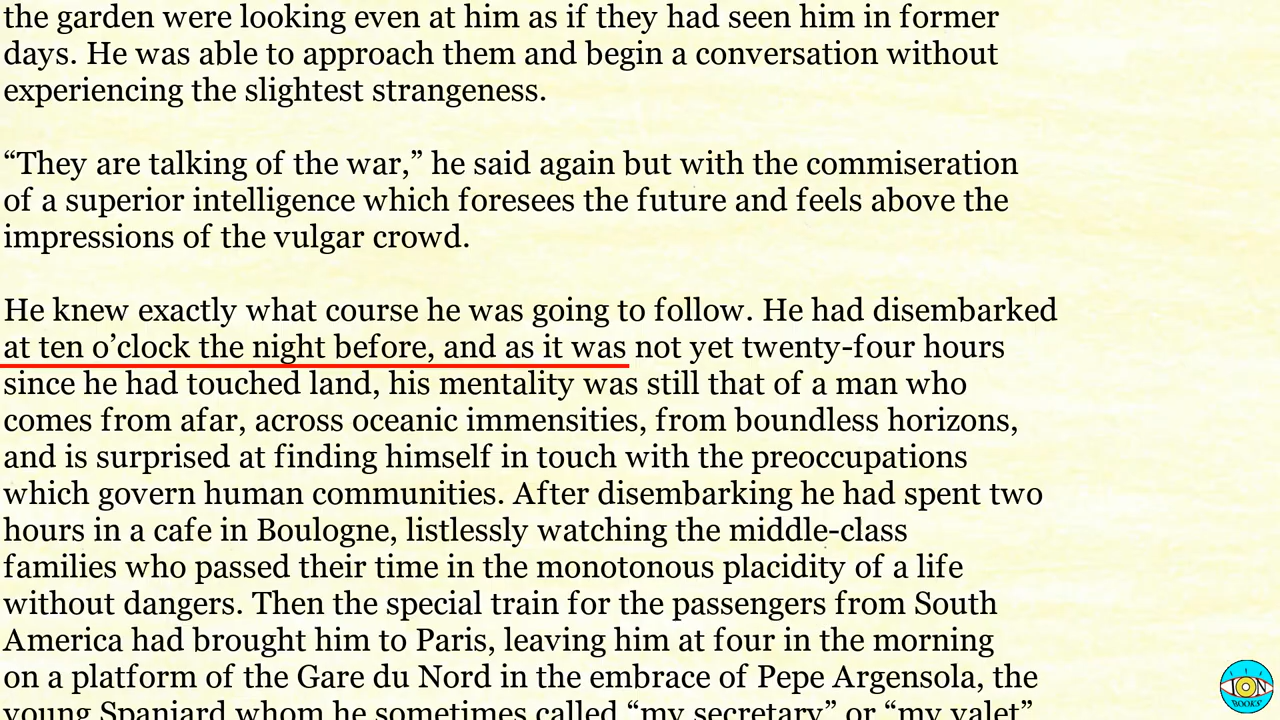 the garden were looking even at him as if they had seen him in former
days. He was able to approach them and begin a conversation without
experiencing the slightest strangeness.
“They are talking of the war,” he said again but with the commiseration
of a superior intelligence which foresees the future and feels above the
impressions of the vulgar crowd.
He knew exactly what course he was going to follow. He had disembarked
at ten o’clock the night before, and as it was not yet twenty-four hours
since he had touched land, his mentality was still that of a man who
comes from afar, across oceanic immensities, from boundless horizons,
and is surprised at finding himself in touch with the preoccupations
which govern human communities. After disembarking he had spent two
hours in a cafe in Boulogne, listlessly watching the middle-class
families who passed their time in the monotonous placidity of a life
without dangers. Then the special train for the passengers from South
America had brought him to Paris, leaving him at four in the morning
on a platform of the Gare du Nord in the embrace of Pepe Argensola, the
young Spaniard whom he sometimes called “my secretary” or “my valet”
ION
BOOKS